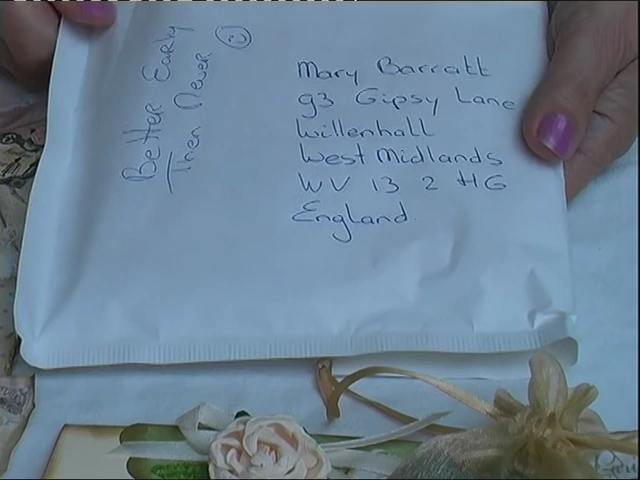 Better Early
Then Never
Mary Barratt
93 Gipsy Lane
Willenhall
West Midlands
WV 13 2 HG
England.